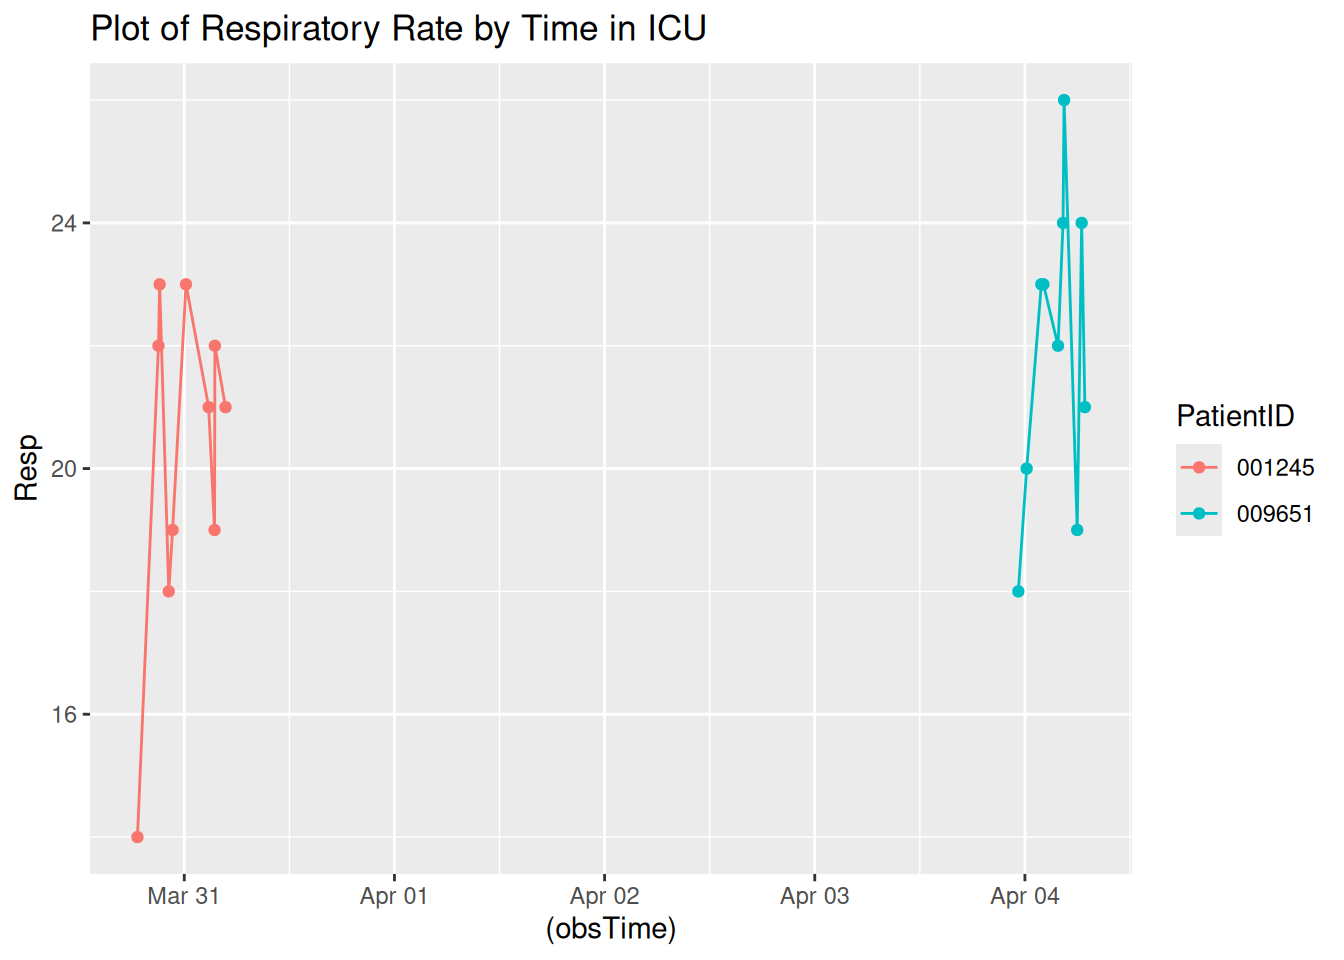 Plot of Respiratory Rate by Time in ICU
24
20
16
Resp
Mar 31 Apr 01 Apr 02 Apr 03 Apr 04
(obsTime)
PatientID
001245
009651